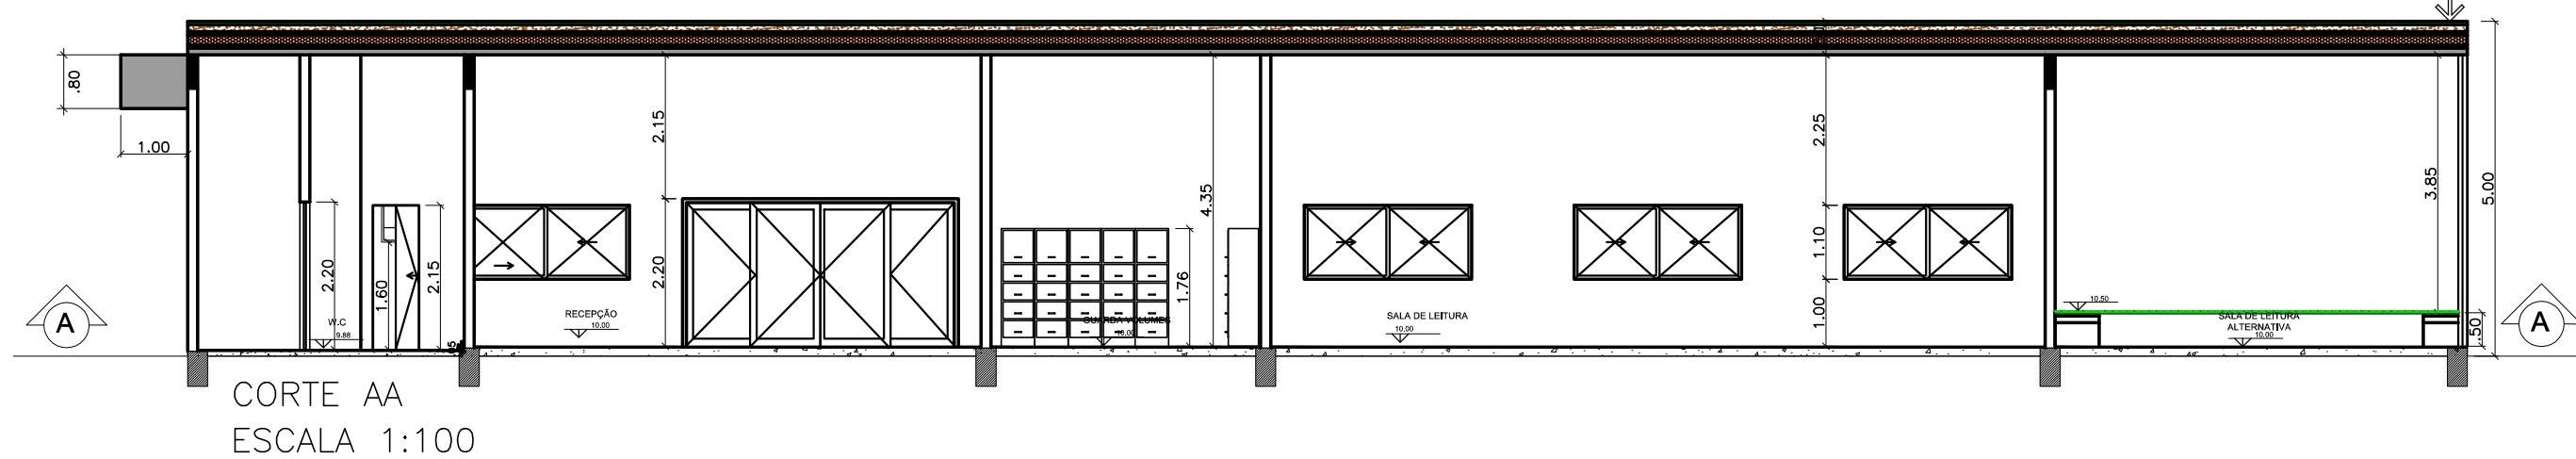 .80
1.00
2.20
1.60
2.15
W.C
9.88
.05
RECEPÇÃO
10.00
2.15
2.20
GUARDA VOLUMES
10.00
1.76
4.35
SALA DE LEITURA
10.00
2.25
1.10
1.00
10.50
SALA DE LEITURA
ALTERNATIVA
10.00
3.85
5.00
.50
A
A
CORTE AA
ESCALA 1:100